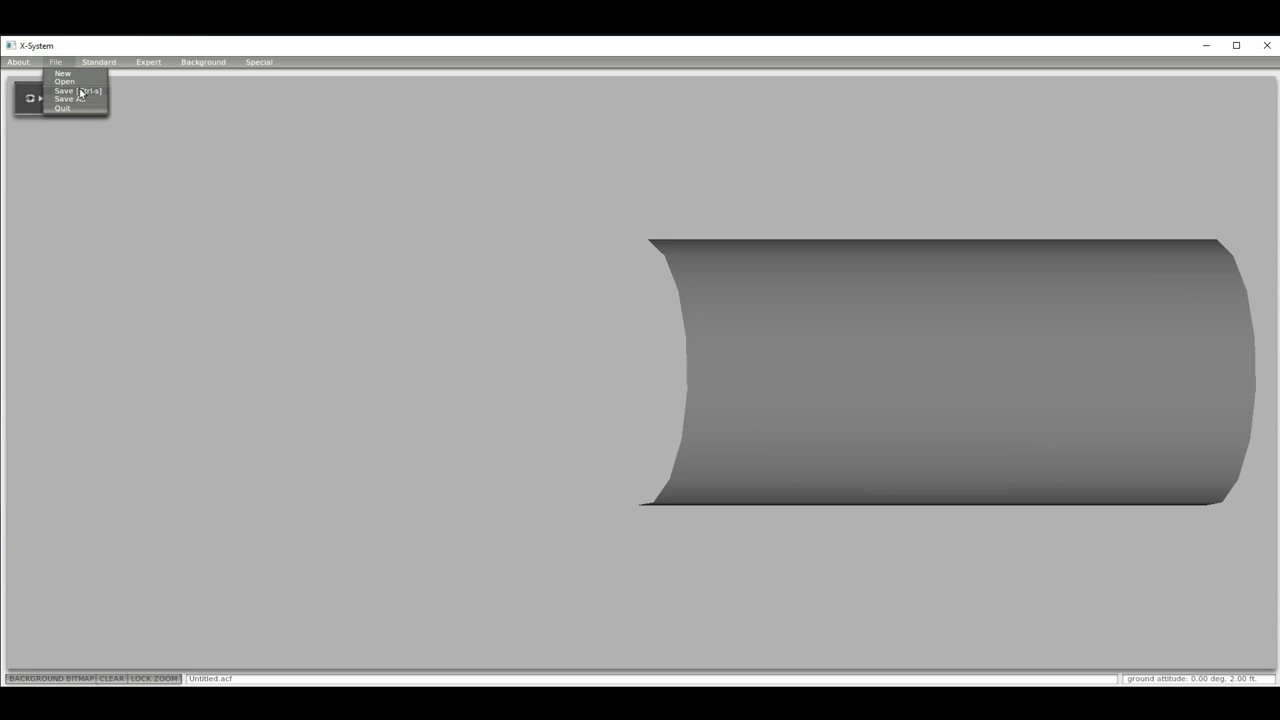 X-System
About File Standard Expert Background Special
New
Open
Save [Ctrl-s]
Save As
Quit
BACKGROUND BITMAP CLEAR LOCK ZOOM Untitled.acf ground attitude: 0.00 deg, 2.00 ft.